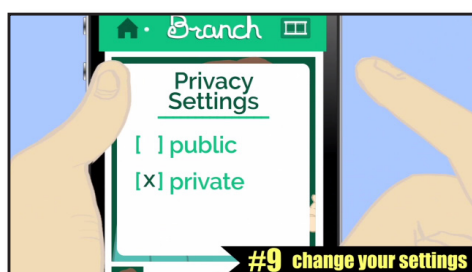 Branch
Privacy
Settings
[ ] public
[x] private
#9 change your settings